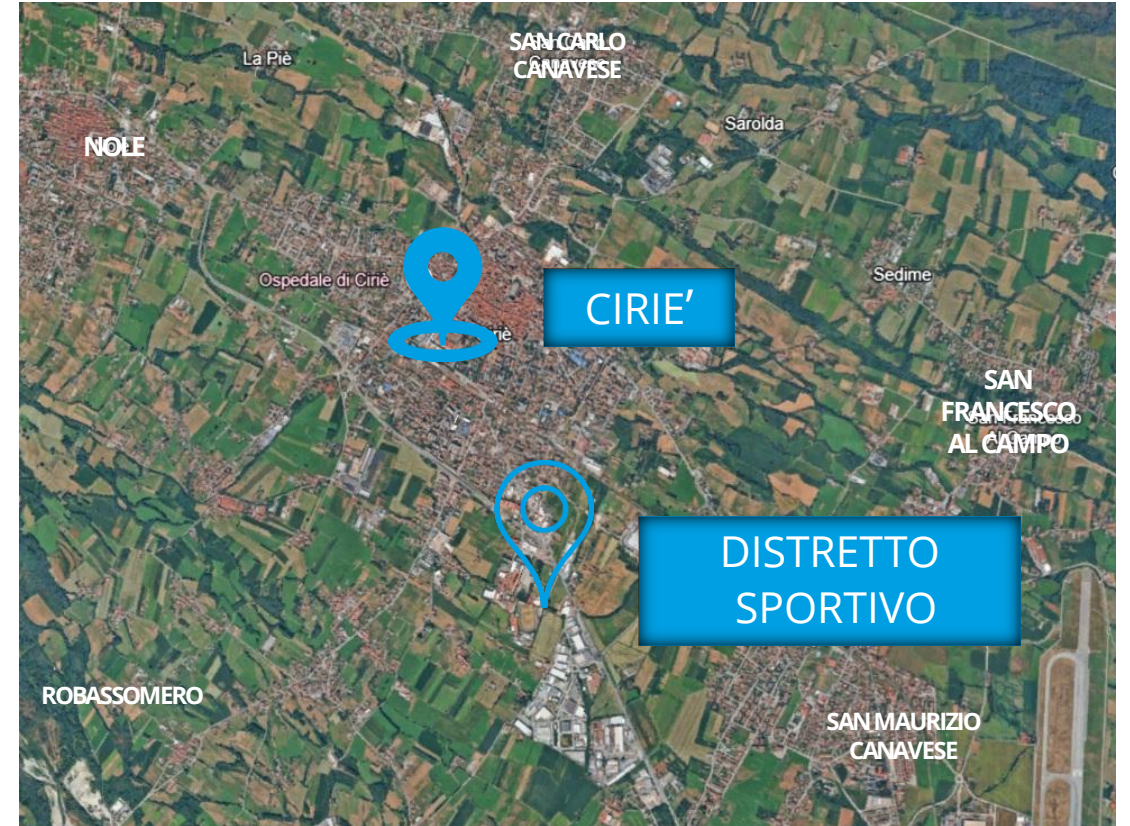 La Piè
SAN CARLO
CANAVESE
Sarolda
NOLE
Ospedale di Ciriè
CIRIE’
Sedime
SAN
FRANCESCO
AL CAMPO
DISTRETTO
SPORTIVO
ROBASSOMERO
SAN MAURIZIO
CANAVESE